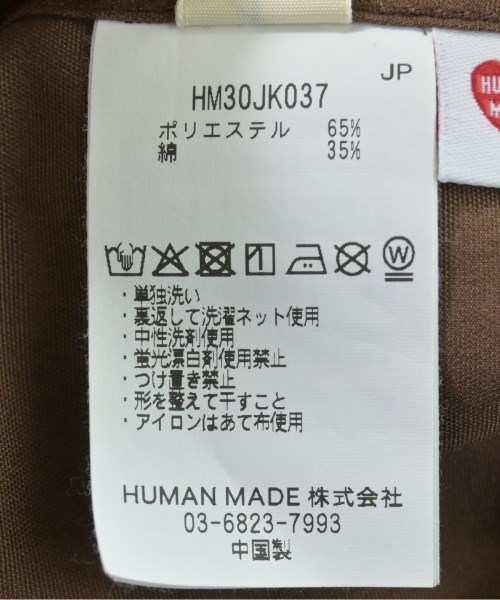 JP
HM30JK037
ポリエステル 65%
綿 35%
W
・単独洗い
・裏返して洗濯ネット使用
・中性洗剤使用
・蛍光漂白剤使用禁止
・つけ置き禁止
・形を整えて干すこと
・アイロンはあて布使用
HUMAN MADE 株式会社
03-6823-7993
中国製
HU
M